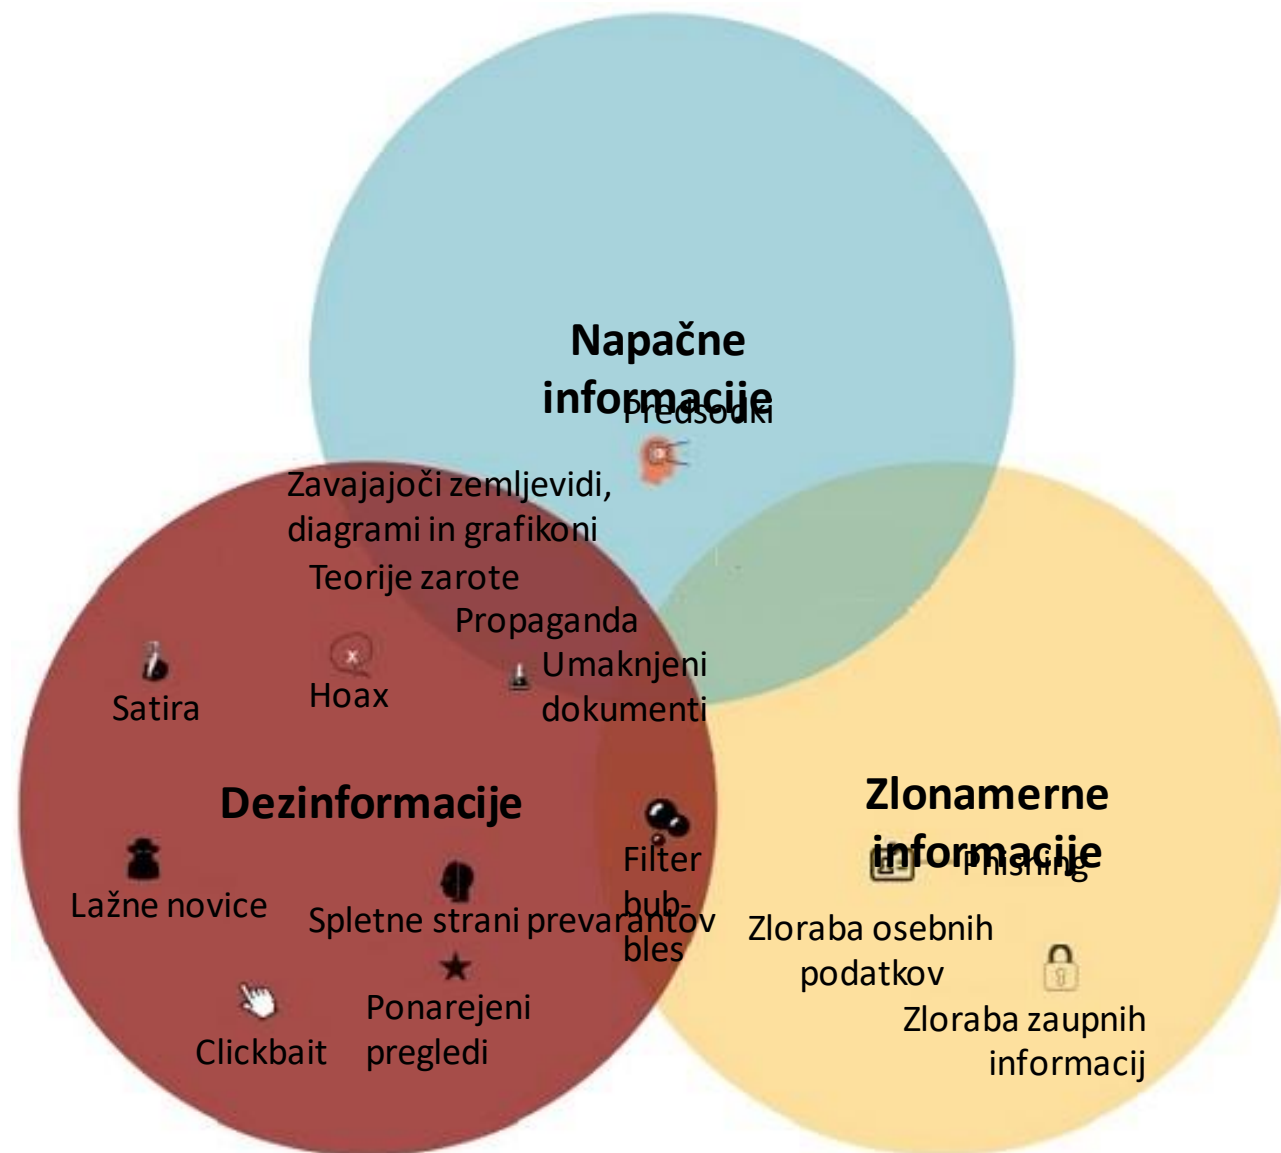 Napačne
informacije
Predsodki
Zavajajoči zemljevidi,
diagrami in grafikoni
Teorije zarote
Propaganda
Umaknjeni
dokumenti
Satira
Hoax
Dezinformacije
Zlonamerne
informacije
Phishing
Filter
bub-
bles
Lažne novice
Spletne strani prevarantov
Zloraba osebnih
podatkov
Ponarejeni
pregledi
Clickbait
Zloraba zaupnih
informacij